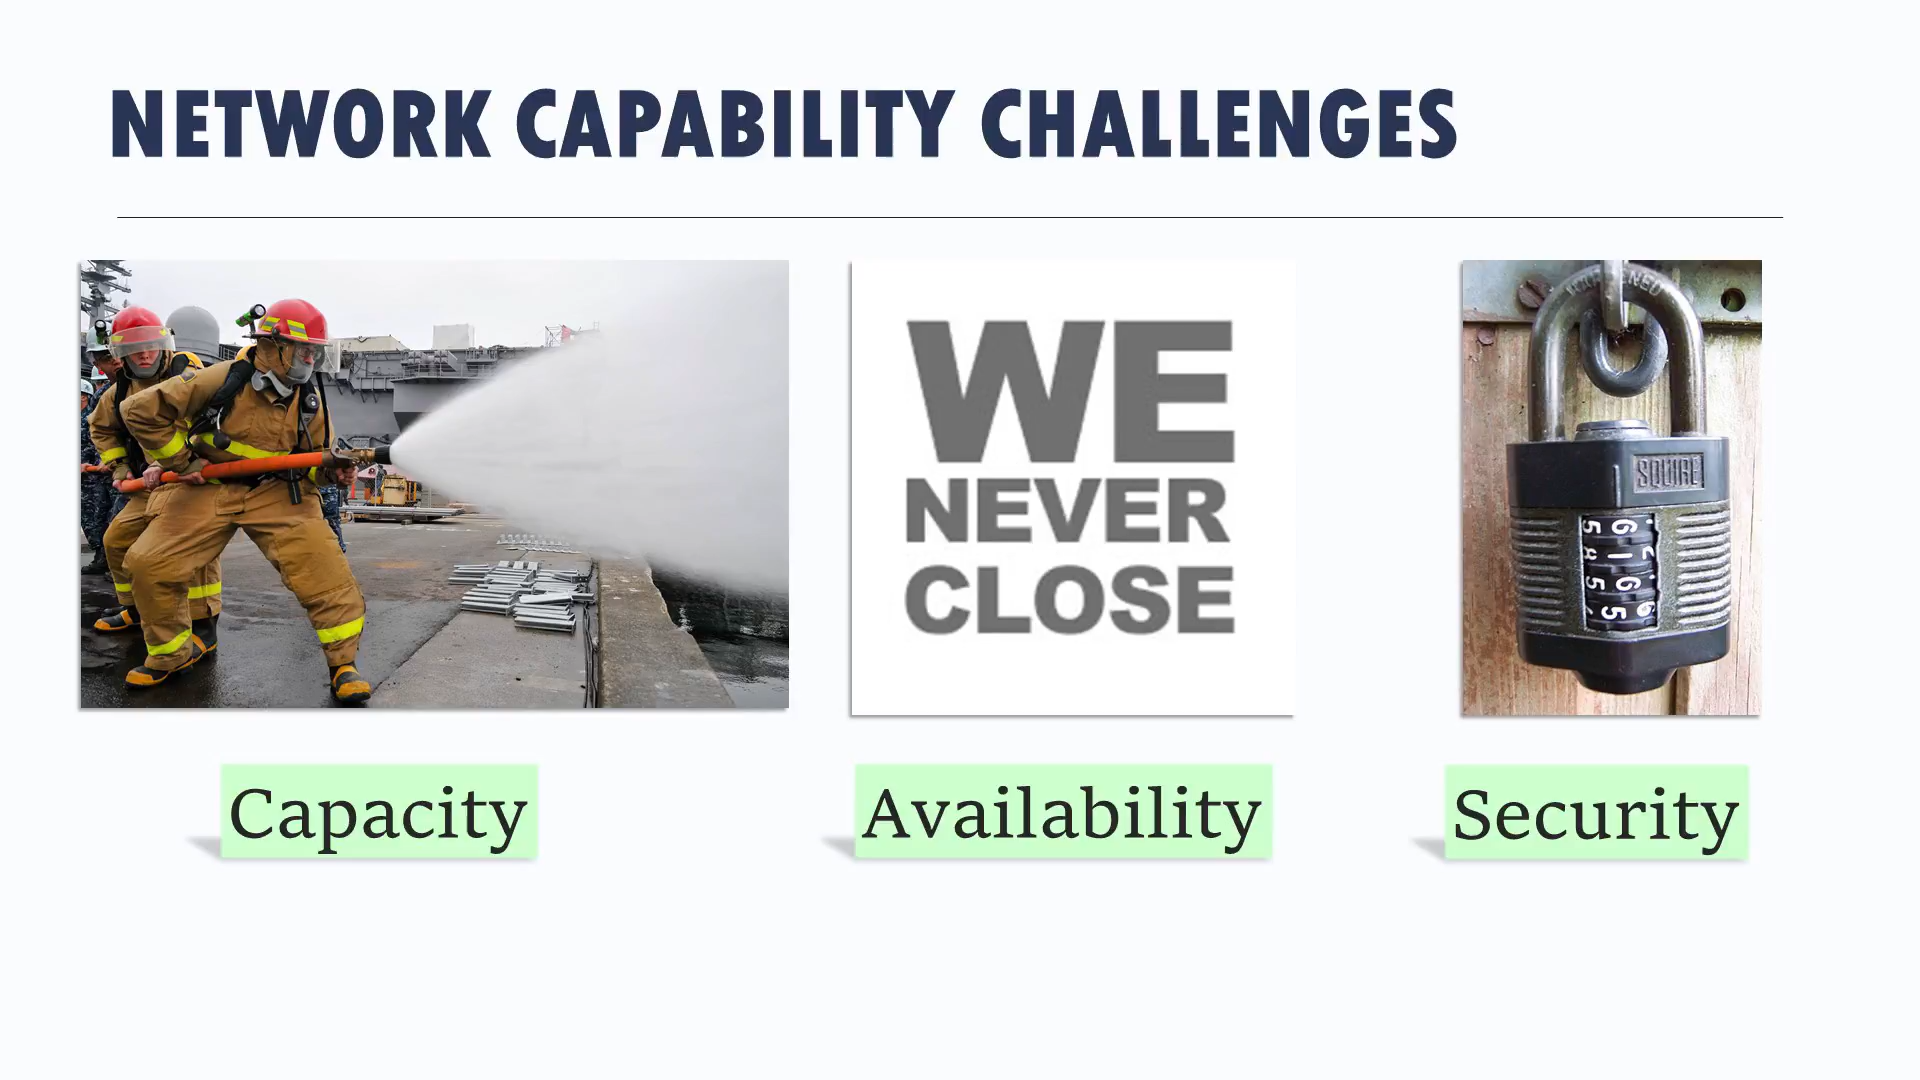 NETWORK CAPABILITY CHALLENGES
WE
NEVER
CLOSE
SQUIRE
Capacity
Availability
Security